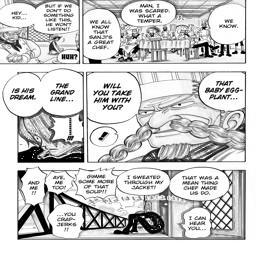 WE
KNOW.
MAN, I
WAS SCARED.
WHAT A
TEMPER.
WE ALL
KNOW THAT
SANJI'S
A GREAT
CHEF.
BUT IF WE
DON'T DO
SOMETHING
LIKE THIS,
HE WON'T
LISTEN!!
HEY...
KID...
HUH?
THAT
BABY EGG-
PLANT...
WILL
YOU TAKE
HIM WITH
YOU?
THE
GRAND
LINE...
IS HIS
DREAM.
THAT WAS A
MEAN THING
CHEF MADE
US DO.
I CAN
HEAR
YOU...
I SWEATED
THROUGH MY
JACKET!!
GIMME
SOME MORE
OF THAT
SOUP!!
AYE,
ME
TOO!
AND
ME
!!
...YOU
CRAP-
JERKS
!!